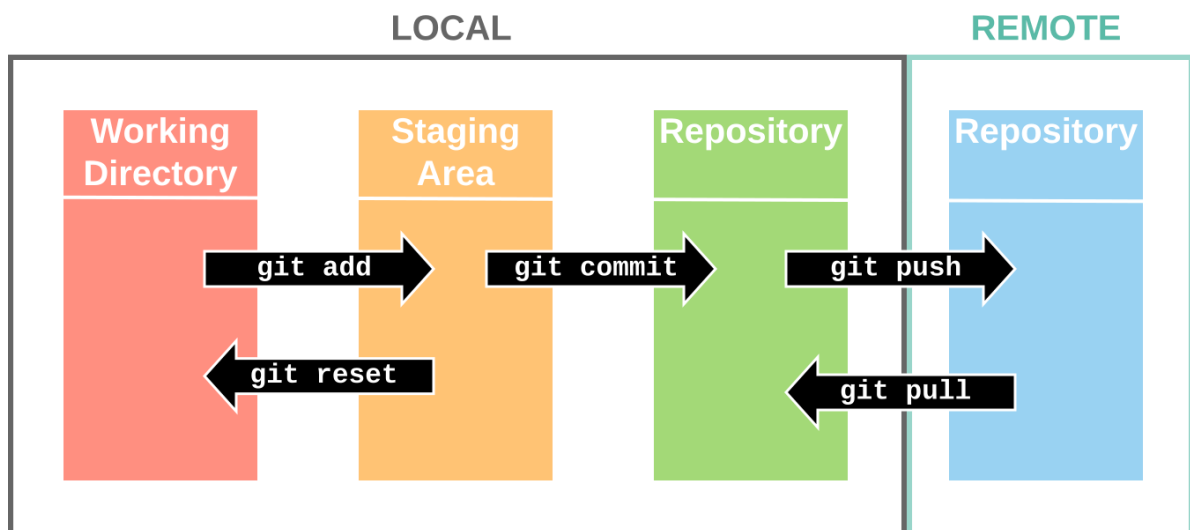 LOCAL
REMOTE
Working
Directory
Staging
Area
Repository
Repository
git add
git commit
git push
git reset
git pull